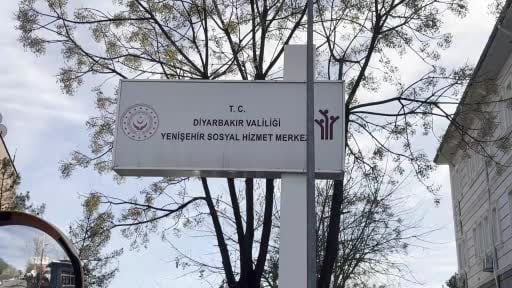 T.C.
DİYARBAKIR VALİLİĞİ
YENİŞEHİR SOSYAL HİZMET MERKEZ